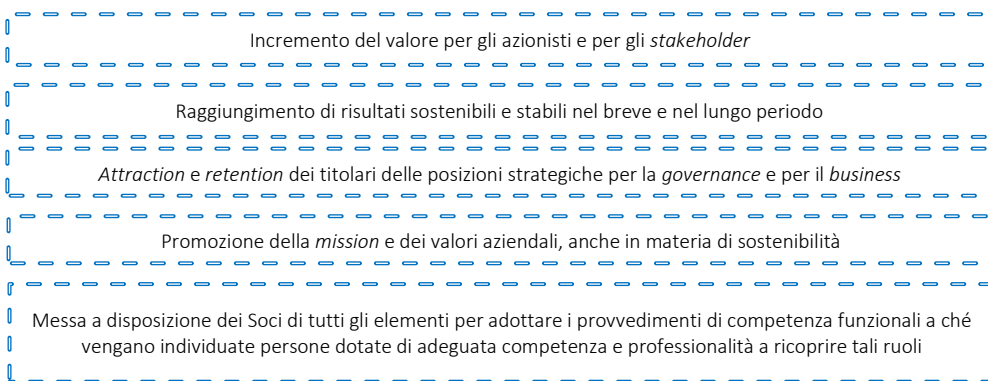 Incremento del valore per gli azionisti e per gli stakeholder
Raggiungimento di risultati sostenibili e stabili nel breve e nel lungo periodo
Attraction e retention dei titolari delle posizioni strategiche per la governance e per il business
Promozione della mission e dei valori aziendali, anche in materia di sostenibilità
Messa a disposizione dei Soci di tutti gli elementi per adottare i provvedimenti di competenza funzionali a ché
vengano individuate persone dotate di adeguata competenza e professionalità a ricoprire tali ruoli